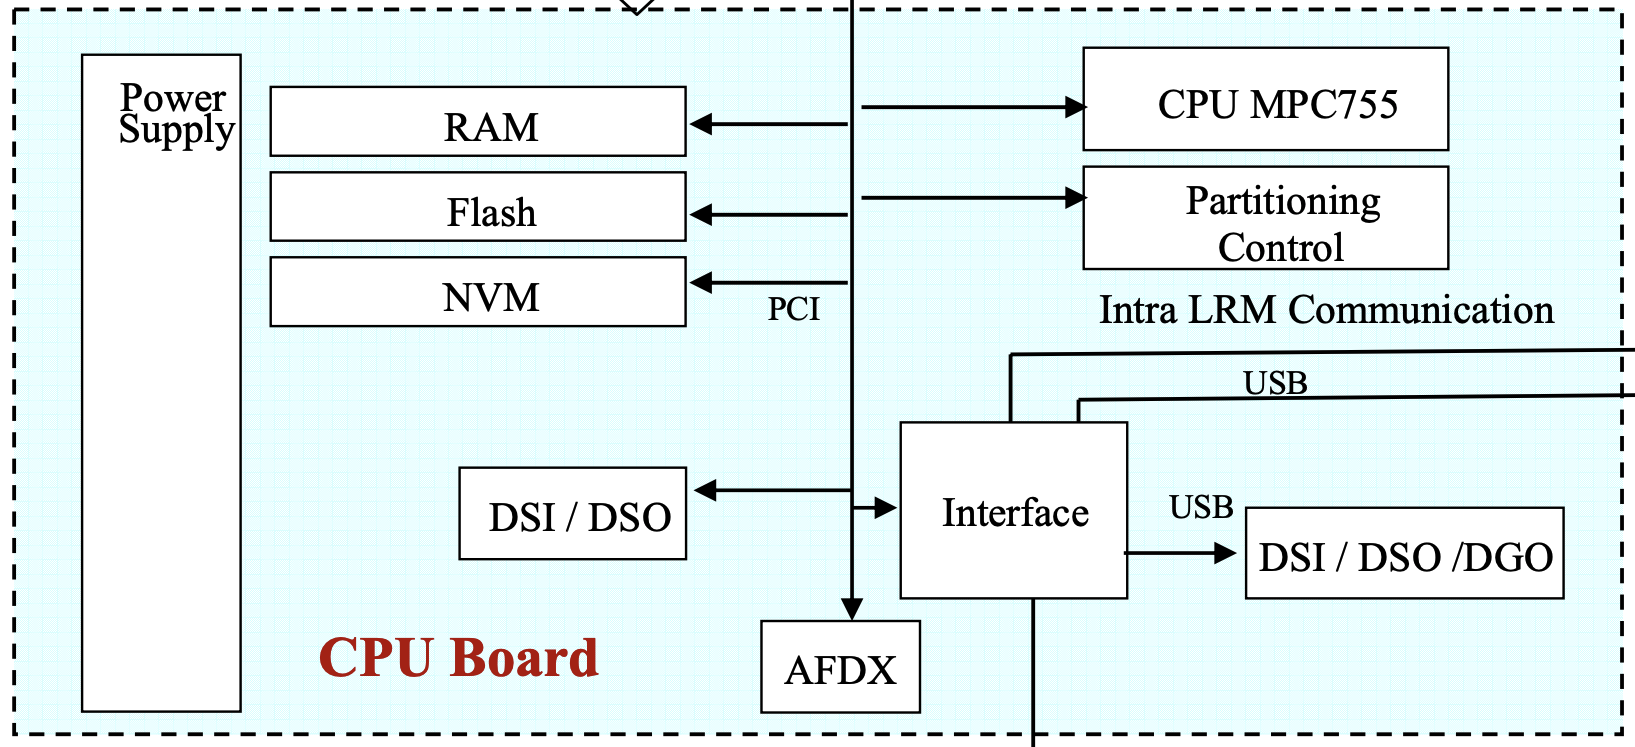 Power
Supply
RAM
Flash
NVM
PCI
CPU MPC755
Partitioning
Control
Intra LRM Communication
USB
DSI / DSO
Interface
USB
DSI / DSO /DGO
CPU Board
AFDX